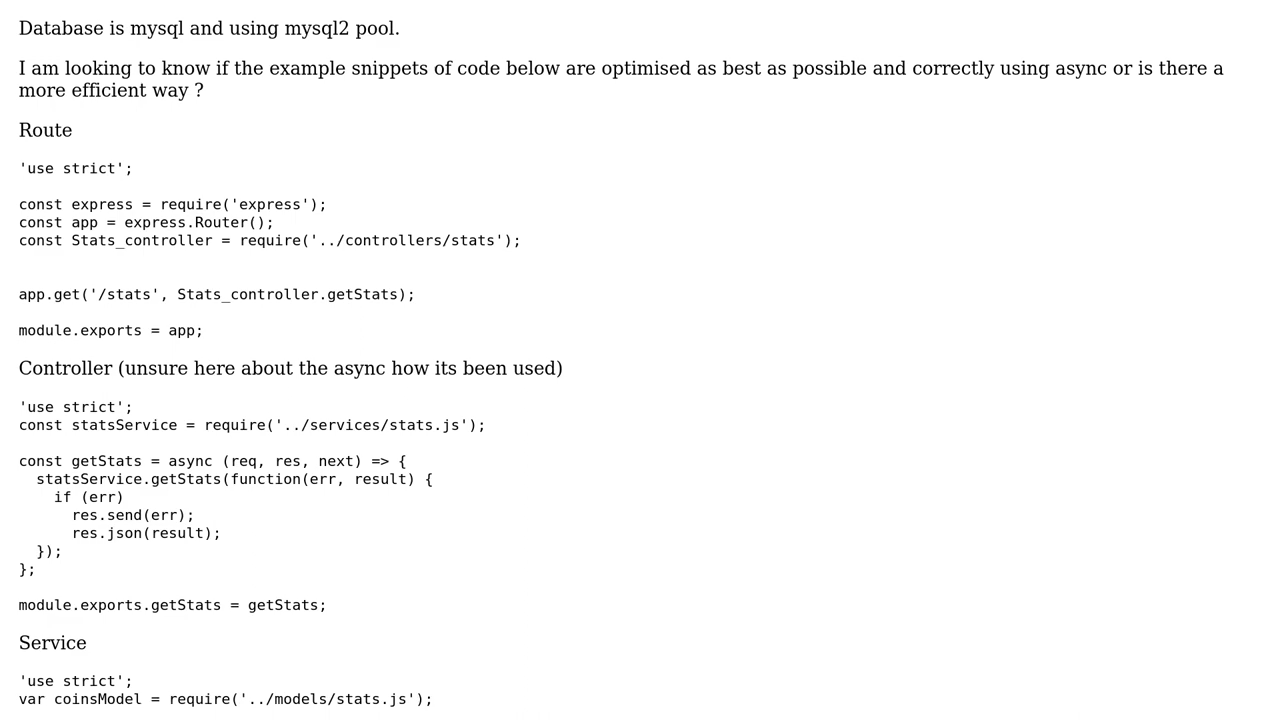 Database is mysql and using mysql2 pool.
I am looking to know if the example snippets of code below are optimised as best as possible and correctly using async or is there a
more efficient way ?
Route
'use strict';
const express = require('express');
const app = express.Router();
const Stats_controller = require('../controllers/stats');
app.get('/stats', Stats_controller.getStats);
module.exports = app;
Controller (unsure here about the async how its been used)
'use strict';
const statsService = require('../services/stats.js');
const getStats = async (req, res, next) => {
  statsService.getStats(function(err, result) {
    if (err)
      res.send(err);
      res.json(result);
  });
};
module.exports.getStats = getStats;
Service
'use strict';
var coinsModel = require('../models/stats.js');